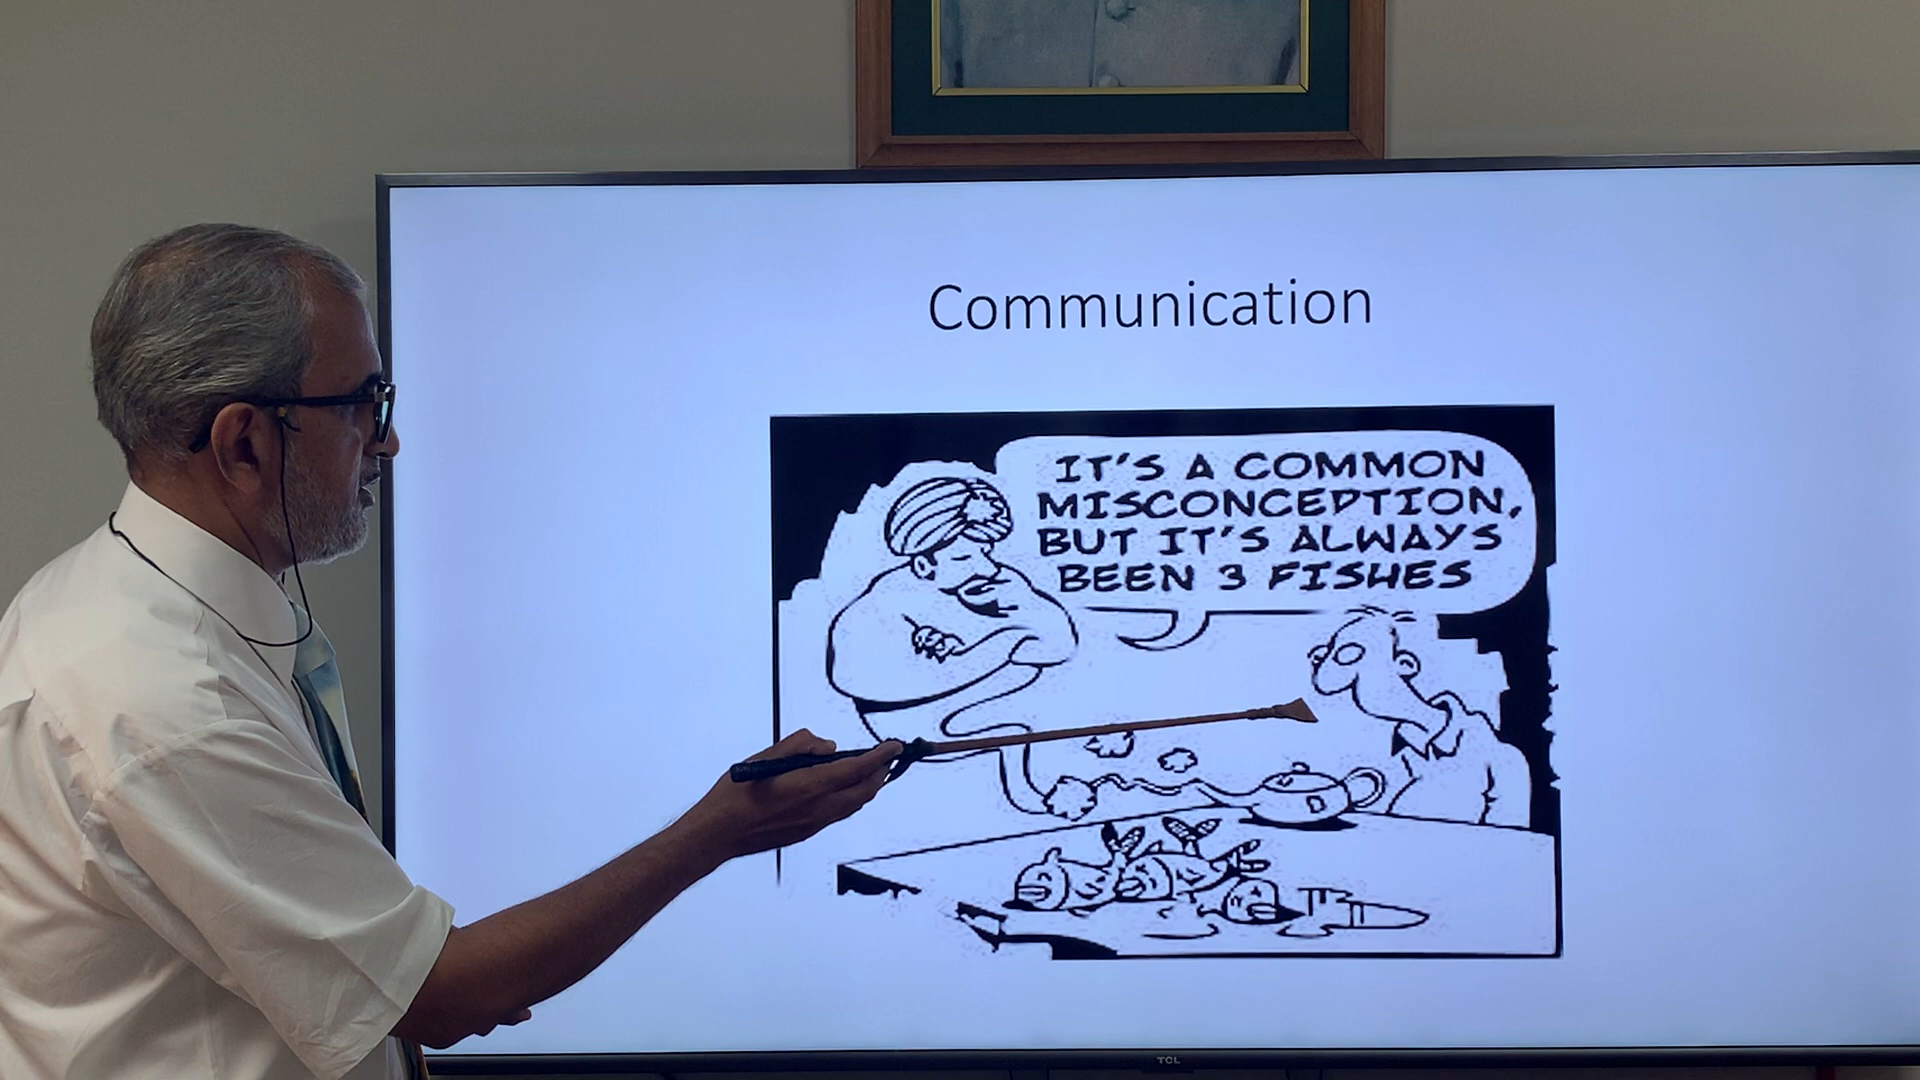 Communication
IT'S A COMMON
MISCONCEPTION,
BUT IT'S ALWAYS
BEEN 3 FISHES
TCL